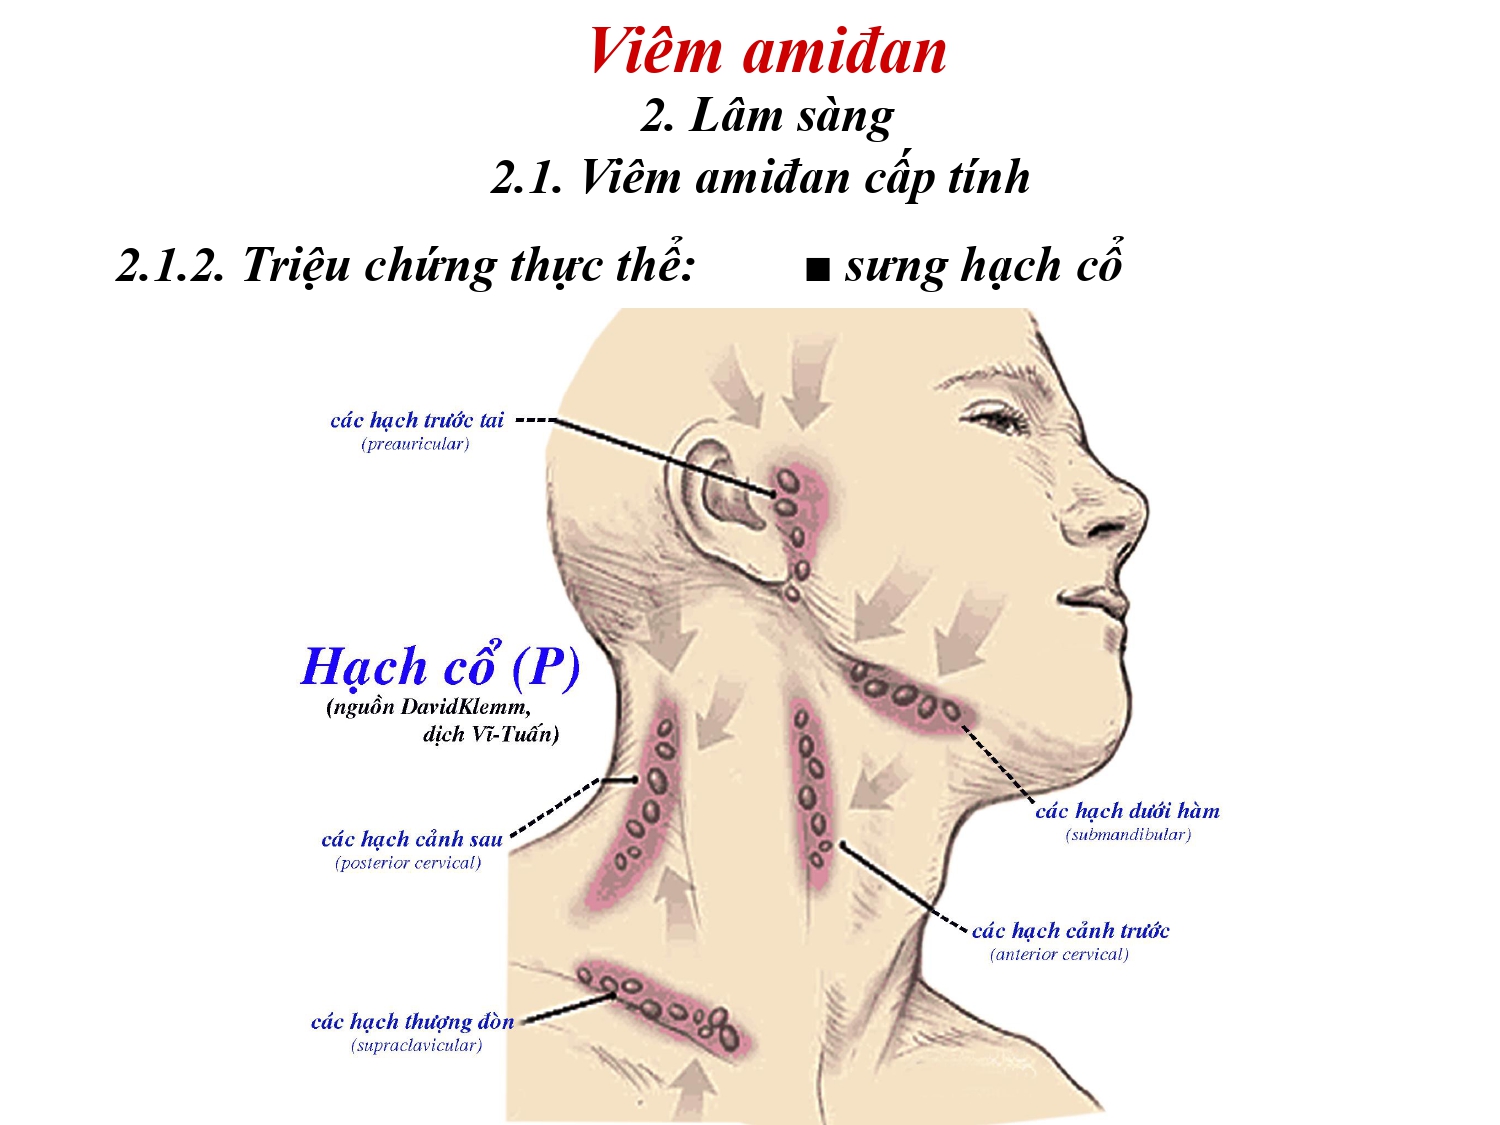 Viêm amiđan
2. Lâm sàng
2.1. Viêm amiđan cấp tính
2.1.2. Triệu chứng thực thể: ■ sưng hạch cổ
các hạch trước tai
(preauricular)
Hạch cổ (P)
(nguồn DavidKlemm,
dịch Vĩ-Tuấn)
các hạch dưới hàm
(submandibular)
các hạch cảnh sau
(posterior cervical)
các hạch cảnh trước
(anterior cervical)
các hạch thượng đòn
(supraclavicular)